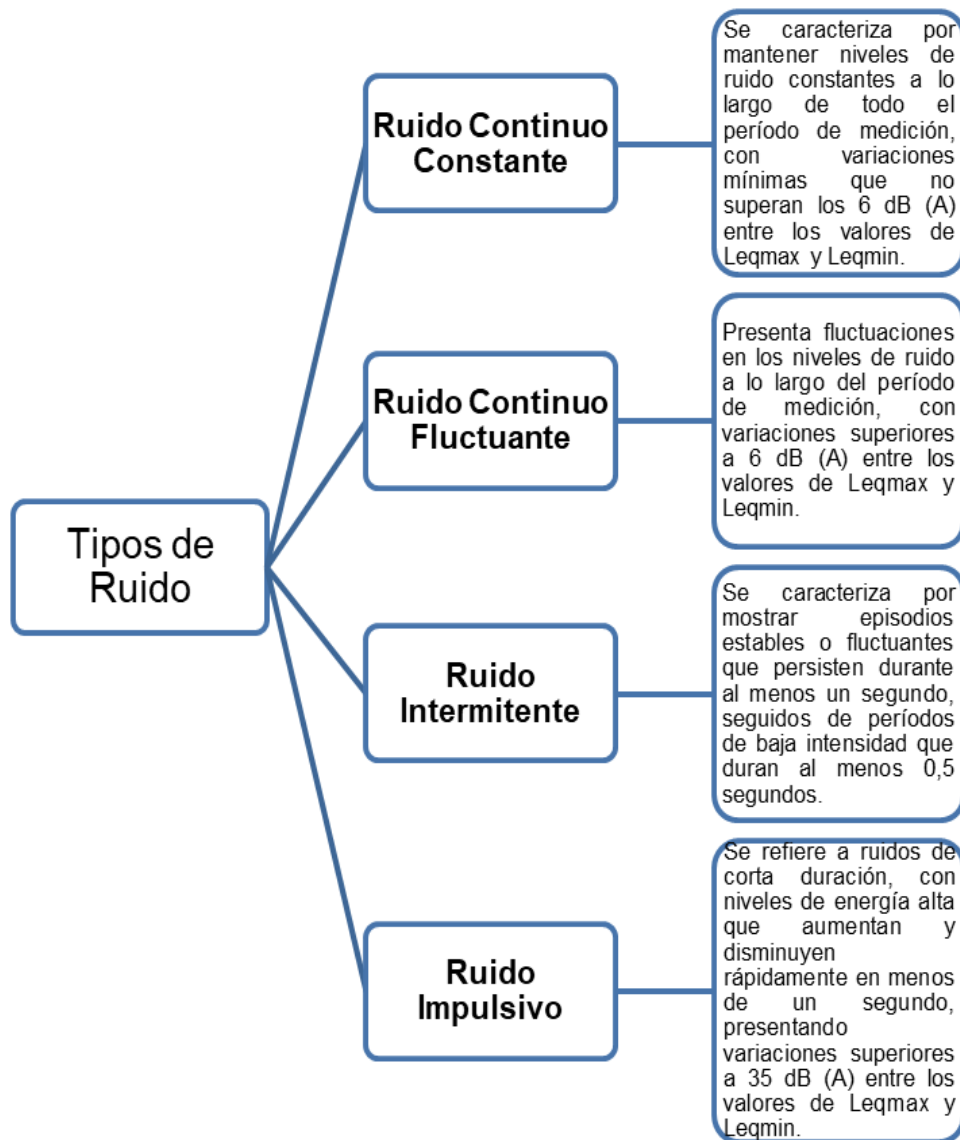 Tipos de
Ruido
Ruido Continuo
Constante
Se caracteriza por
mantener niveles de
ruido constantes a lo
largo de todo el
período de medición,
con variaciones
mínimas que no
superan los 6 dB (A)
entre los valores de
Leqmax y Leqmin.
Ruido Continuo
Fluctuante
Presenta fluctuaciones
en los niveles de ruido
a lo largo del período
de medición, con
variaciones superiores
a 6 dB (A) entre los
valores de Leqmax y
Leqmin.
Ruido
Intermitente
Se caracteriza por
mostrar episodios
estables o fluctuantes
que persisten durante
al menos un segundo,
seguidos de períodos
de baja intensidad que
duran al menos 0,5
segundos.
Ruido
Impulsivo
Se refiere a ruidos de
corta duración, con
niveles de energía alta
que aumentan y
disminuyen
rápidamente en menos
de un segundo,
presentando
variaciones superiores
a 35 dB (A) entre los
valores de Leqmax y
Leqmin.